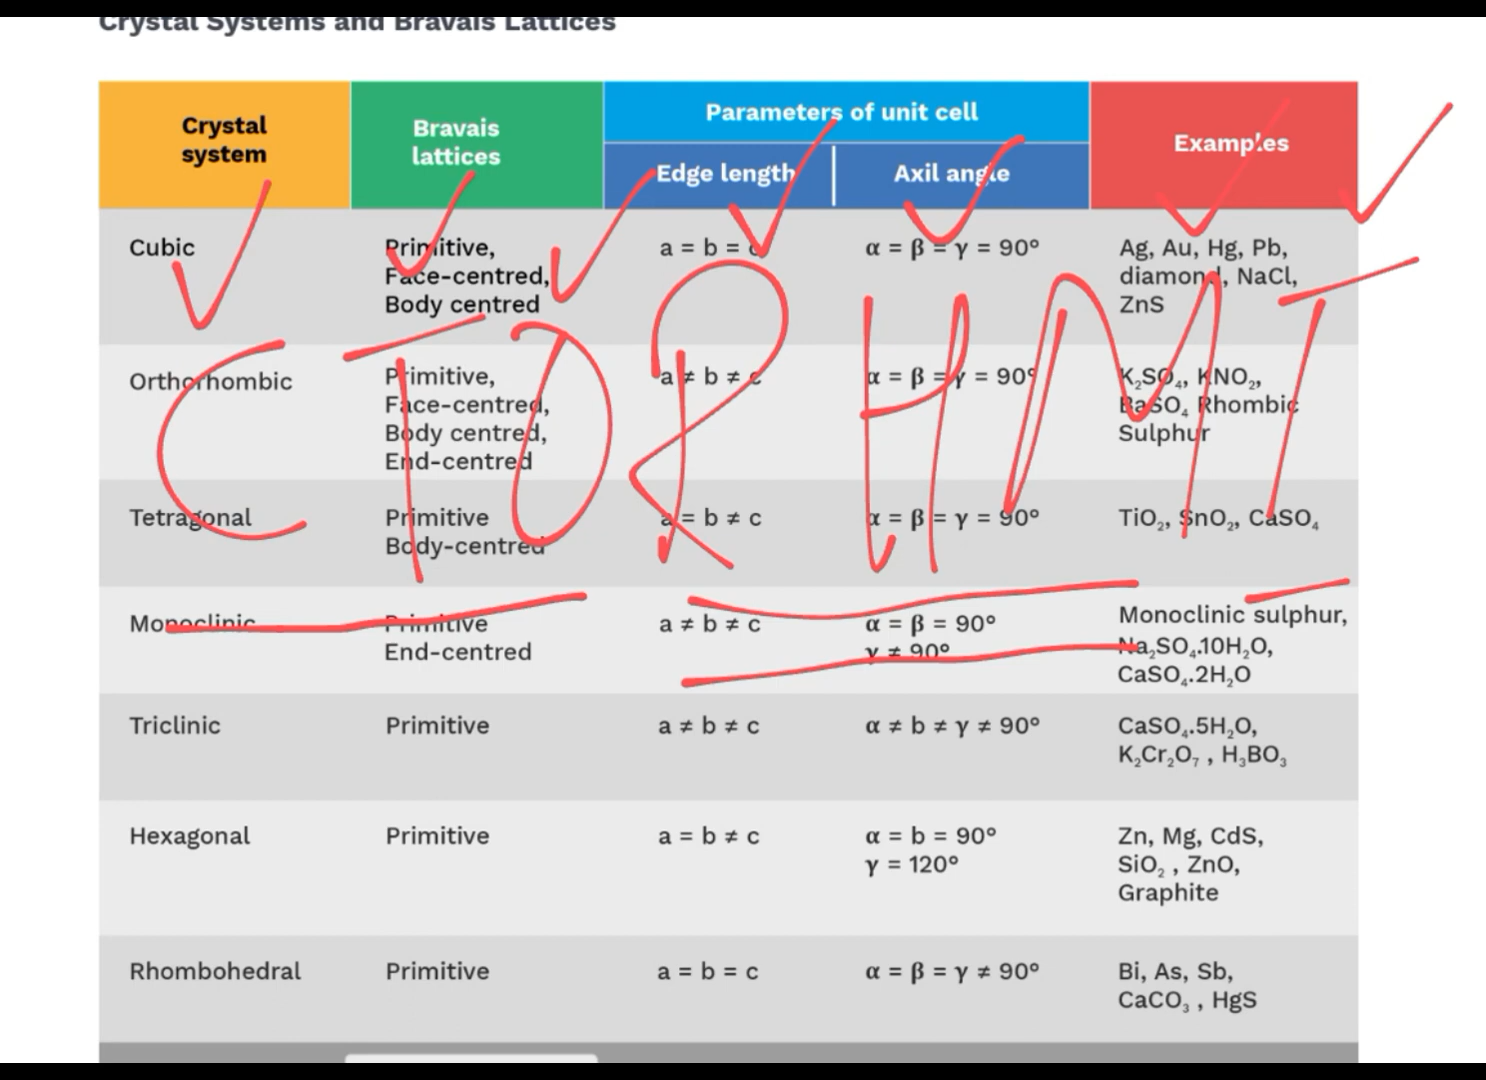 Crystal Systems and Bravais Lattices
Crystal system
Bravais lattices
Parameters of unit cell
Edge length
Axil angle
Examples
Cubic
Primitive, Face-centred, Body centred
a = b = c
α = β = γ = 90°
Ag, Au, Hg, Pb, diamond, NaCl, ZnS
Orthorhombic
Primitive, Face-centred, Body centred, End-centred
a ≠ b ≠ c
α = β = γ = 90°
K₂SO₄, KNO₂, BaSO₄ Rhombic Sulphur
Tetragonal
Primitive Body-centred
a = b ≠ c
α = β = γ = 90°
TiO₂, SnO₂, CaSO₄
Monoclinic
Primitive End-centred
a ≠ b ≠ c
α = β = 90° γ ≠ 90°
Monoclinic sulphur, Na₂SO₄.10H₂O, CaSO₄.2H₂O
Triclinic
Primitive
a ≠ b ≠ c
α ≠ b ≠ γ ≠ 90°
CaSO₄.5H₂O, K₂Cr₂O₇ , H₃BO₃
Hexagonal
Primitive
a = b ≠ c
α = b = 90° γ = 120°
Zn, Mg, CdS, SiO₂ , ZnO, Graphite
Rhombohedral
Primitive
a = b = c
α = β = γ ≠ 90°
Bi, As, Sb, CaCO₃ , HgS
CTORHMT